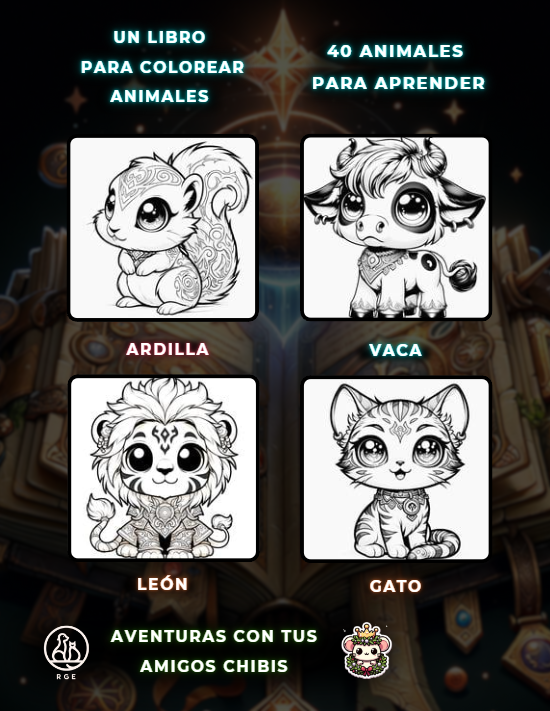 UN LIBRO
PARA COLOREAR
ANIMALES
40 ANIMALES
PARA APRENDER
ARDILLA
VACA
LEÓN
GATO
AVENTURAS CON TUS
AMIGOS CHIBIS
RGE